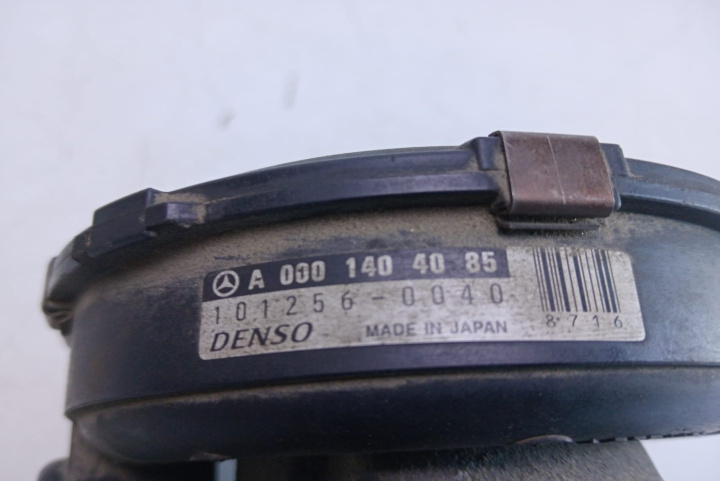 A 000 140 40 85
101256-0040
DENSO MADE IN JAPAN
8716